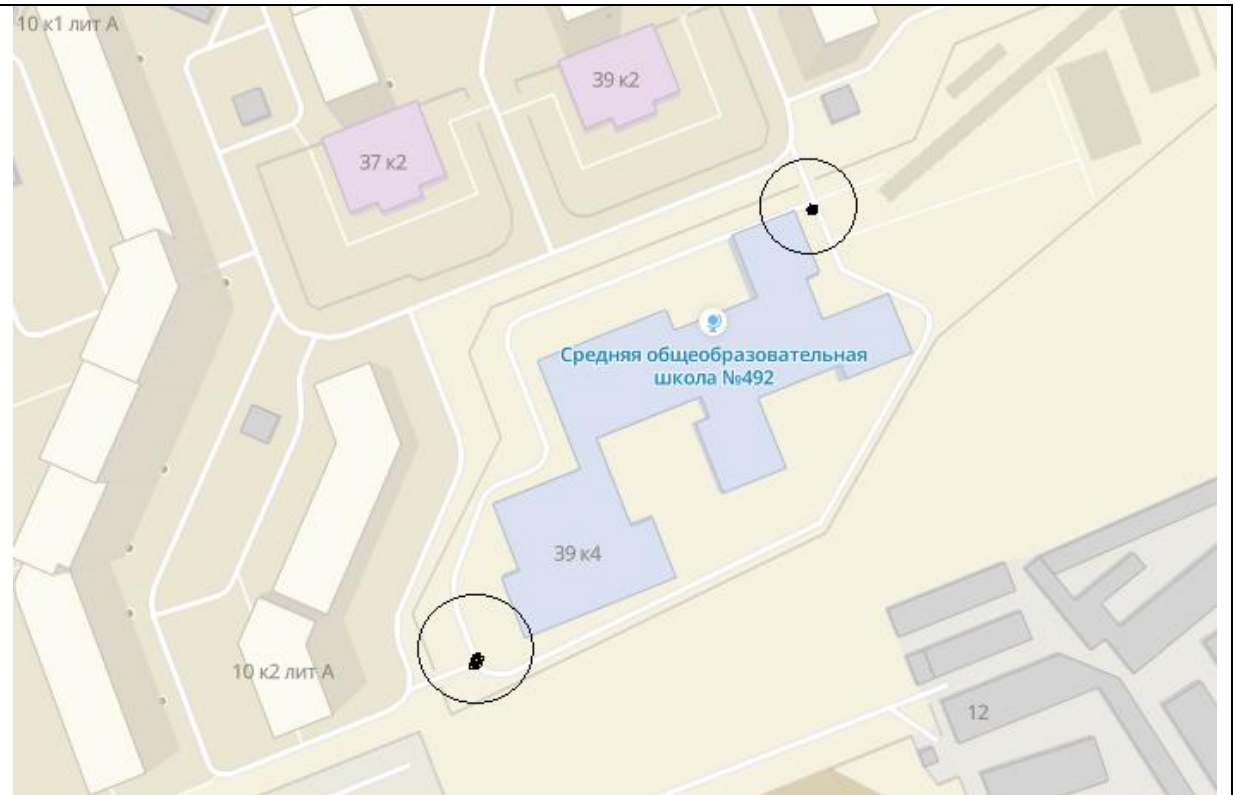 10 к1 лит А
39 к2
37 к2
Средняя общеобразовательная
школа №492
39 к4
10 к2 лит А
12